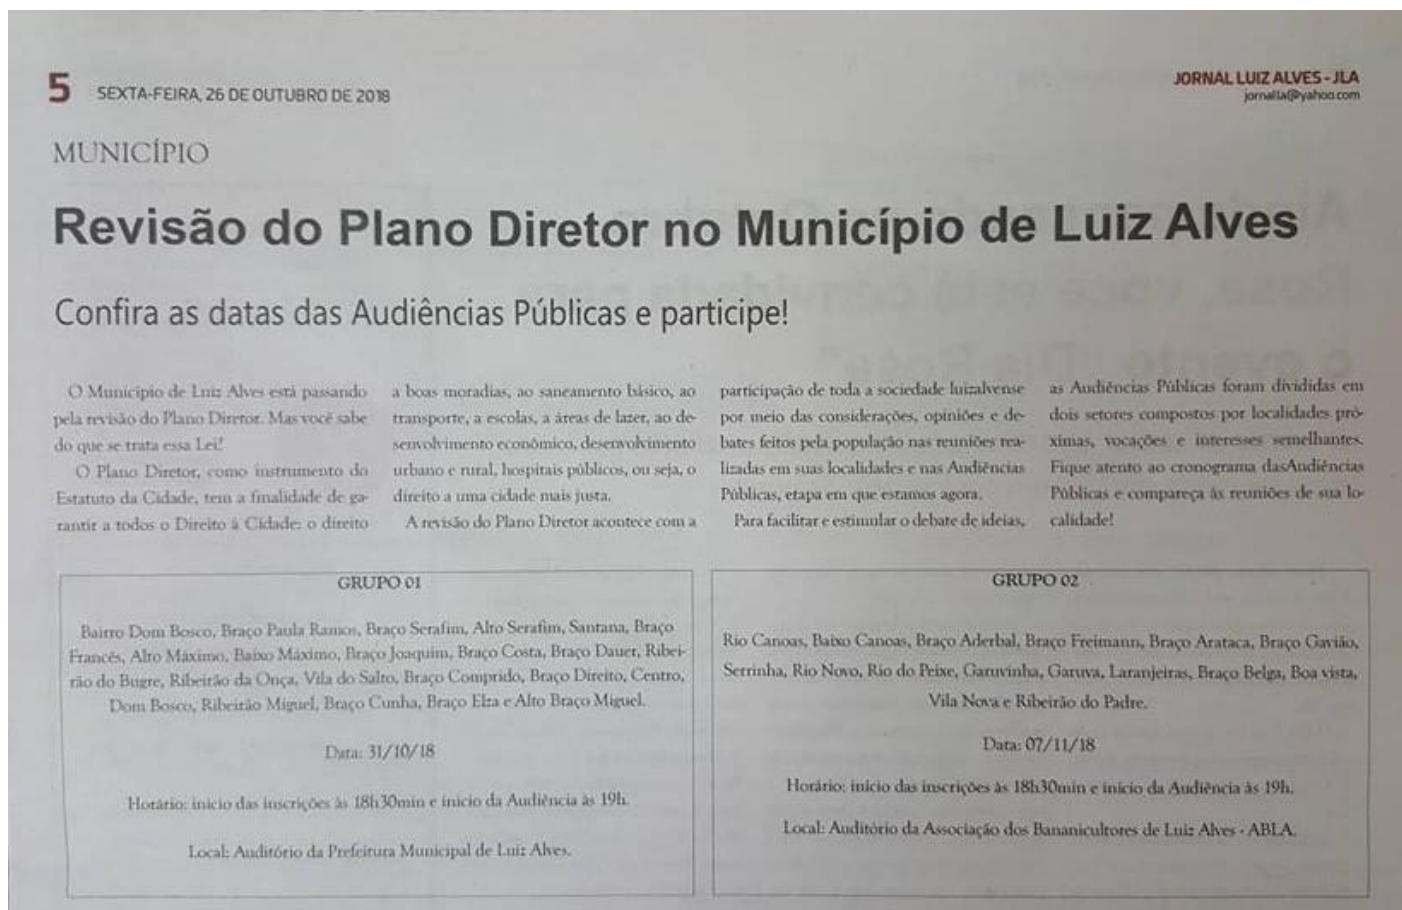 5 SEXTA-FEIRA, 26 DE OUTUBRO DE 2018
JORNAL LUIZ ALVES - JLA
jornalla@yahoo.com
MUNICÍPIO
Revisão do Plano Diretor no Município de Luiz Alves
Confira as datas das Audiências Públicas e participe!
O Município de Luiz Alves está passando
pela revisão do Plano Diretor. Mas você sabe
do que se trata essa Lei?
O Plano Diretor, como instrumento do
Estatuto da Cidade, tem a finalidade de ga-
rantir a todos o Direito à Cidade: o direito
a boas moradias, ao saneamento básico, ao
transporte, a escolas, a áreas de lazer, ao de-
senvolvimento econômico, desenvolvimento
urbano e rural, hospitais públicos, ou seja, o
direito a uma cidade mais justa.
A revisão do Plano Diretor acontece com a
participação de toda a sociedade luizalvense
por meio das considerações, opiniões e de-
bates feitos pela população nas reuniões rea-
lizadas em suas localidades e nas Audiências
Públicas, etapa em que estamos agora.
Para facilitar e estimular o debate de ideias,
as Audiências Públicas foram divididas em
dois setores compostos por localidades pró-
ximas, vocações e interesses semelhantes.
Fique atento ao cronograma dasAudiências
Públicas e compareça às reuniões de sua lo-
calidade!
GRUPO 01
Bairro Dom Bosco, Braço Paula Ramos, Braço Serafim, Alto Serafim, Santana, Braço
Francês, Alto Máximo, Baixo Máximo, Braço Joaquim, Braço Costa, Braço Dauer, Ribei-
rão do Bugre, Ribeirão da Onça, Vila do Salto, Braço Comprido, Braço Direito, Centro,
Dom Bosco, Ribeirão Miguel, Braço Cunha, Braço Elza e Alto Braço Miguel.
Data: 31/10/18
Horário: início das inscrições às 18h30min e início da Audiência às 19h.
Local: Auditório da Prefeitura Municipal de Luiz Alves.
GRUPO 02
Rio Canoas, Baixo Canoas, Braço Aderbal, Braço Freimann, Braço Arataca, Braço Gavião,
Serrinha, Rio Novo, Rio do Peixe, Garuvinha, Garuva, Laranjeiras, Braço Belga, Boa vista,
Vila Nova e Ribeirão do Padre.
Data: 07/11/18
Horário: início das inscrições às 18h30min e início da Audiência às 19h.
Local: Auditório da Associação dos Bananicultores de Luiz Alves - ABLA.